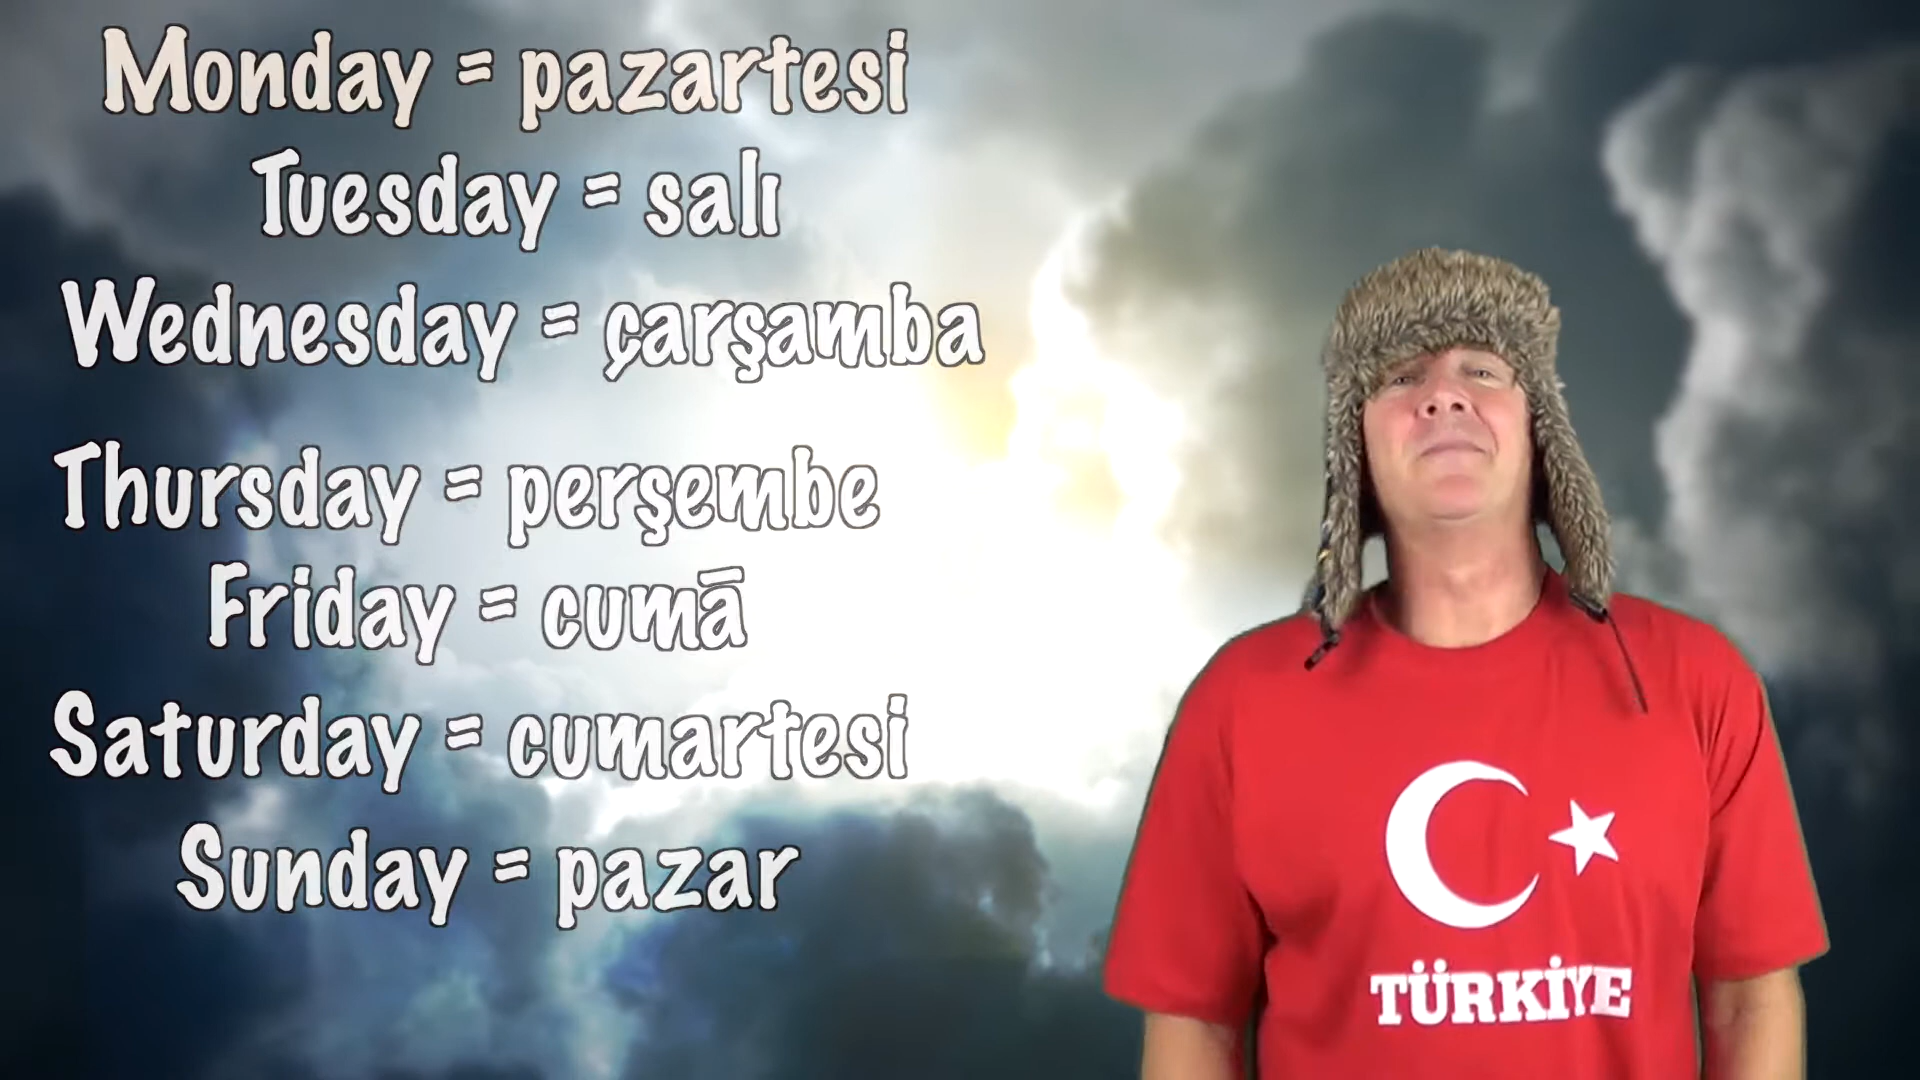 Monday = pazartesi
Tuesday = salı
Wednesday = çarşamba
Thursday = perşembe
Friday = cumā
Saturday = cumartesi
Sunday = pazar
TÜRKİYE